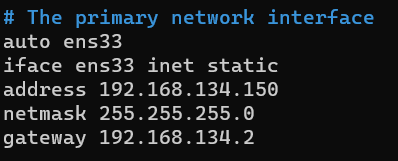 # The primary network interface
auto ens33
iface ens33 inet static
address 192.168.134.150
netmask 255.255.255.0
gateway 192.168.134.2